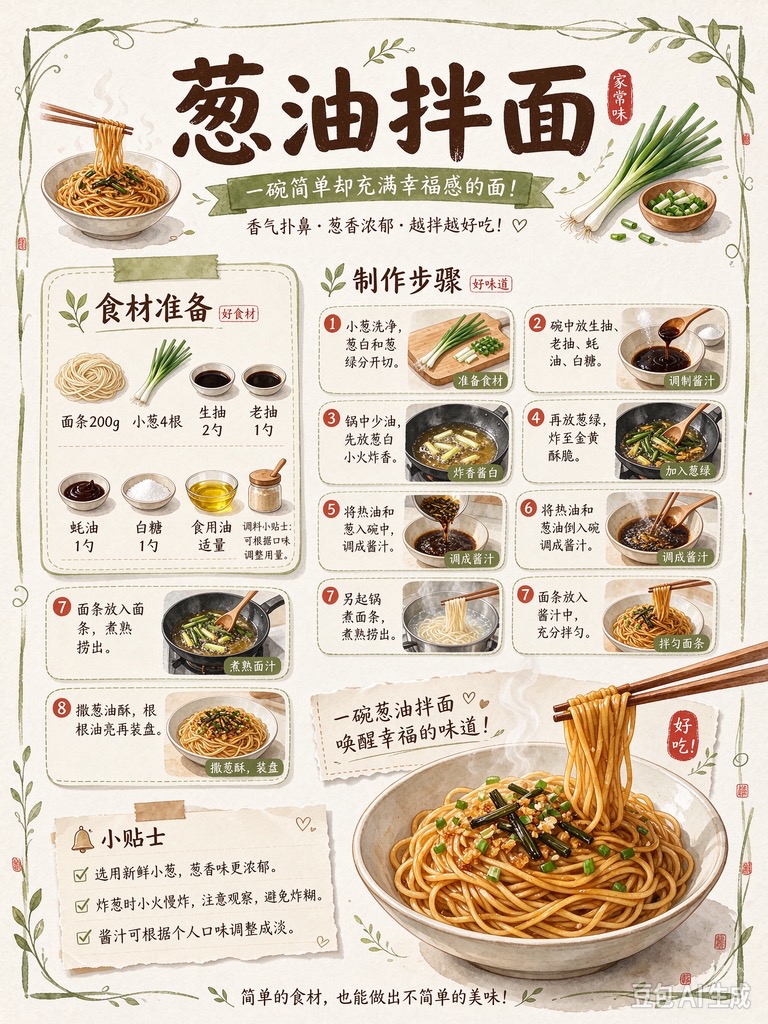 葱油拌面
家常味
一碗简单却充满幸福感的面！
香气扑鼻·葱香浓郁·越拌越好吃！
食材准备
好食材
面条200g
小葱4根
生抽
2勺
老抽
1勺
蚝油
1勺
白糖
1勺
食用油
适量
调料小贴士：
可根据口味
调整用量。
制作步骤
好味道
1
小葱洗净，
葱白和葱
绿分开切。
准备食材
2
碗中放生抽、
老抽、蚝
油、白糖。
调制酱汁
3
锅中少油，
先放葱白
小火炸香。
炸香酱白
4
再放葱绿，
炸至金黄
酥脆。
加入葱绿
5
将热油和
葱入碗中，
调成酱汁。
调成酱汁
6
将热油和
葱油倒入碗
调成酱汁。
调成酱汁
7
面条放入面
条，煮熟
捞出。
煮熟面汁
7
另起锅
煮面条，
煮熟捞出。
7
面条放入
酱汁中，
充分拌匀。
拌匀面条
8
撒葱油酥，根
根油亮再装盘。
撒葱酥，装盘
一碗葱油拌面
唤醒幸福的味道！
好吃！
小贴士
选用新鲜小葱，葱香味更浓郁。
炸葱时小火慢炸，注意观察，避免炸糊。
酱汁可根据个人口味调整成淡。
简单的食材，也能做出不简单的美味！
豆包AI生成